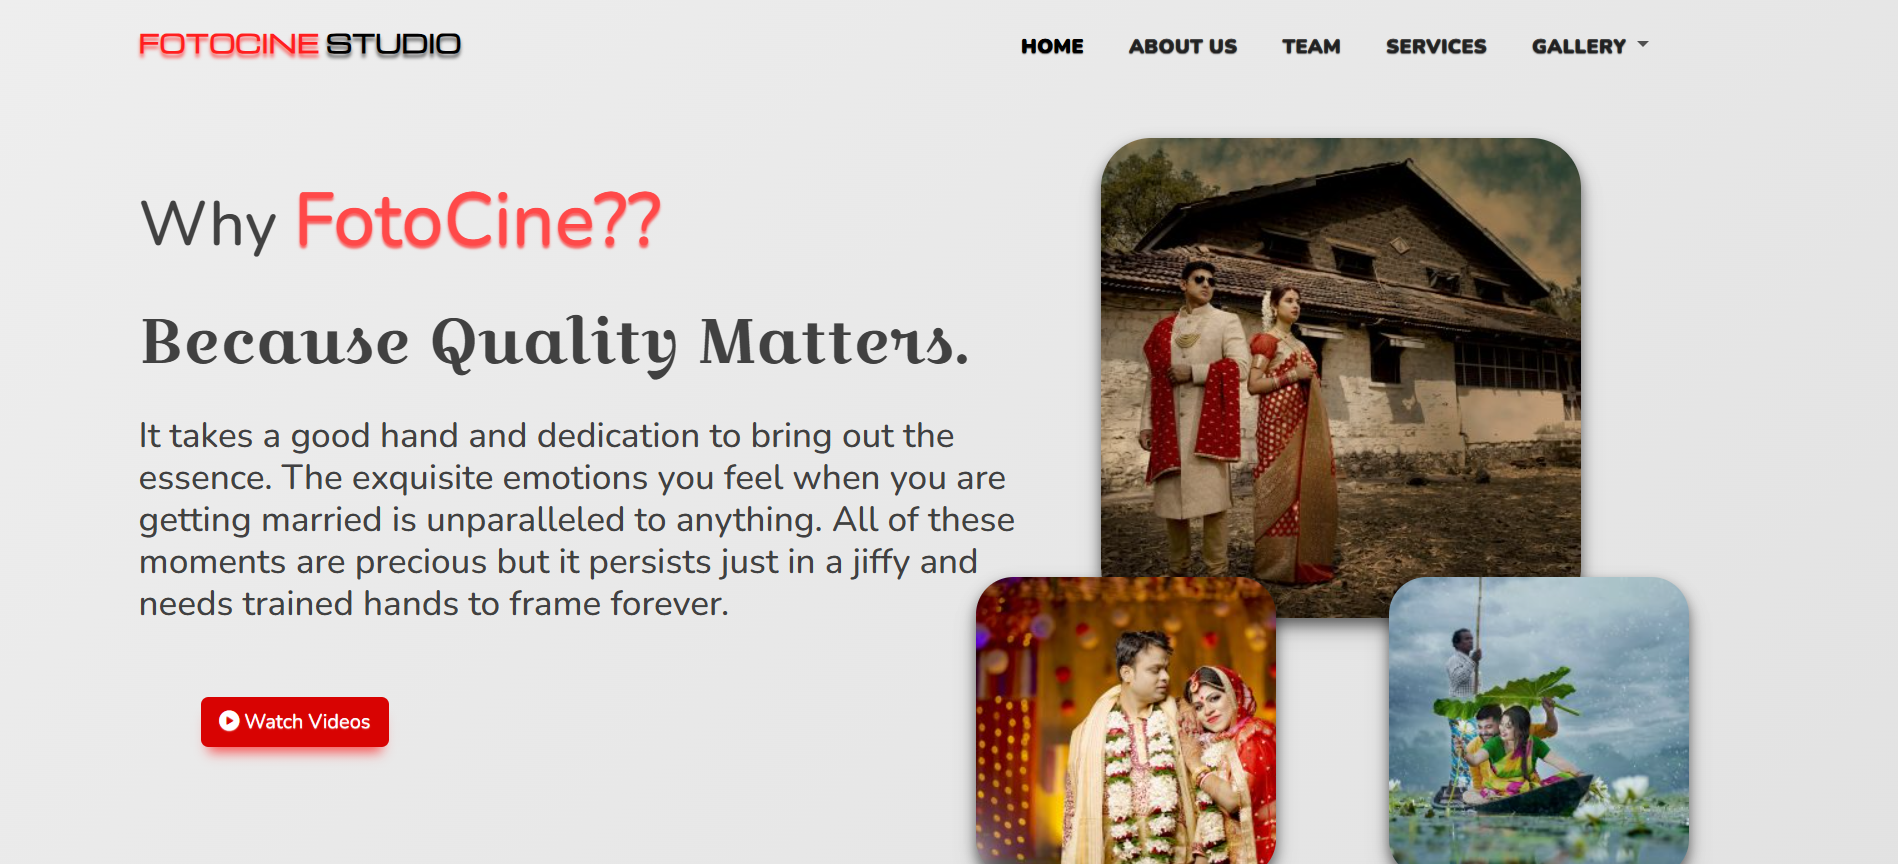 FOTOCINE STUDIO
HOME ABOUT US TEAM SERVICES GALLERY
Why FotoCine??
Because Quality Matters.
It takes a good hand and dedication to bring out the
essence. The exquisite emotions you feel when you are
getting married is unparalleled to anything. All of these
moments are precious but it persists just in a jiffy and
needs trained hands to frame forever.
Watch Videos